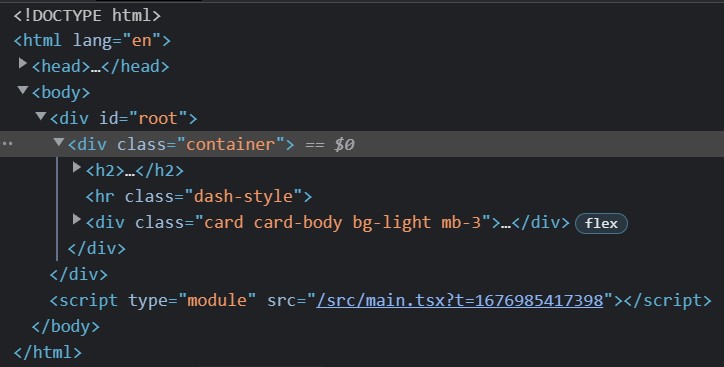 <!DOCTYPE html>
<html lang="en">
<head>…</head>
<body>
<div id="root">
<div class="container"> == $0
<h2>…</h2>
<hr class="dash-style">
<div class="card card-body bg-light mb-3">…</div> flex
</div>
</div>
<script type="module" src="/src/main.tsx?t=1676985417398"></script>
</body>
</html>